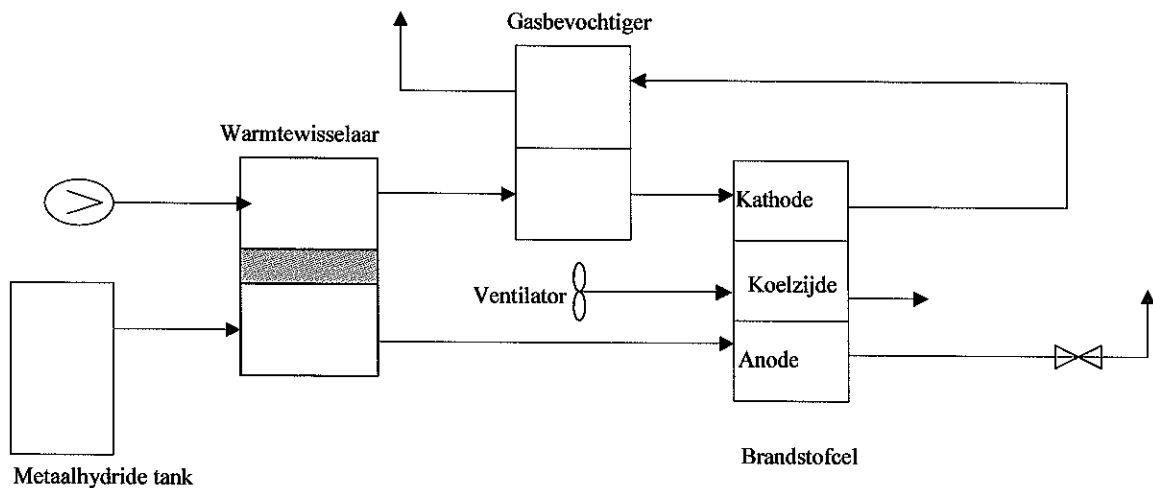 Gasbevochtiger
Warmtewisselaar
Kathode
Ventilator
Koelzijde
Anode
Brandstofcel
Metaalhydride tank